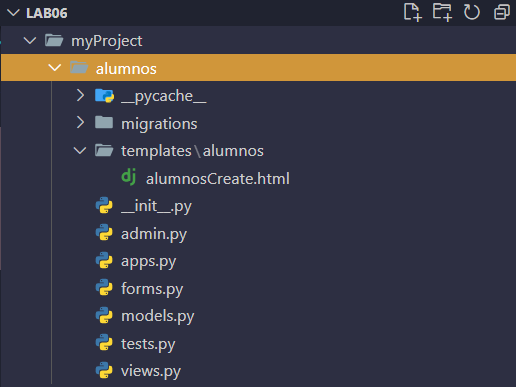 LAB06
myProject
alumnos
__pycache__
migrations
templates\alumnos
dj alumnosCreate.html
__init__.py
admin.py
apps.py
forms.py
models.py
tests.py
views.py